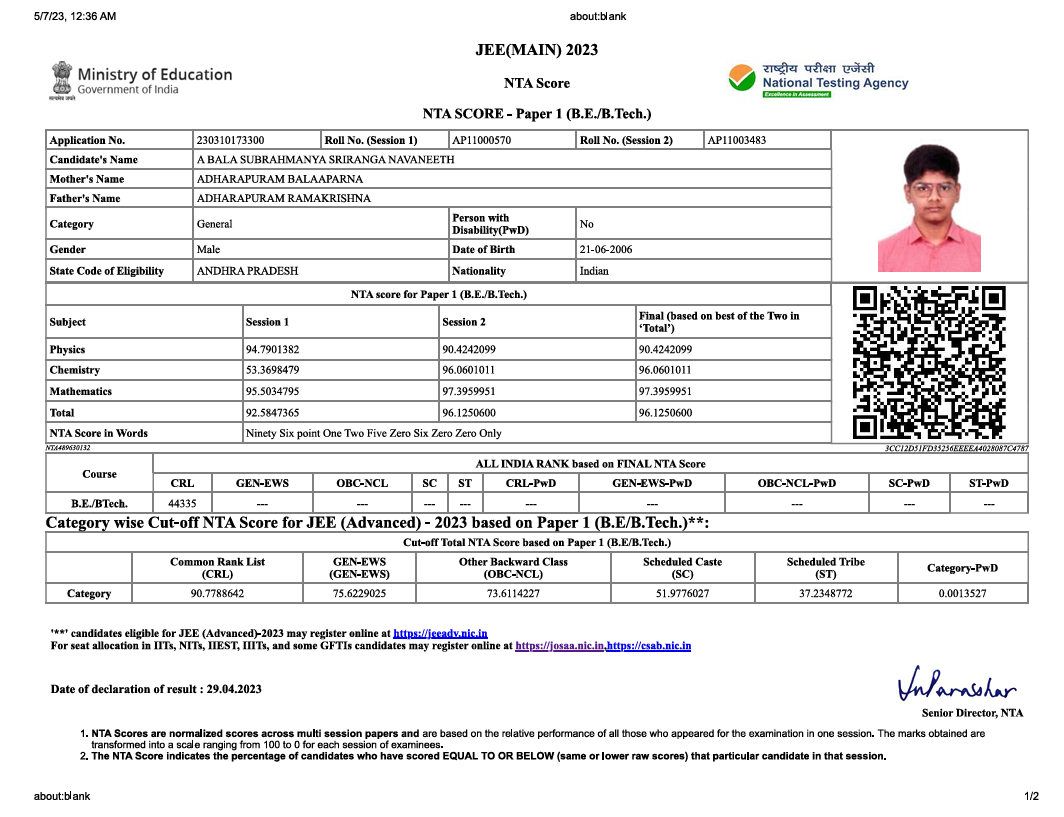 5/7/23, 12:36 AM about:blank
JEE(MAIN) 2023
Ministry of Education
Government of India
सत्यमेव जयते
NTA Score
राष्ट्रीय परीक्षा एजेंसी
National Testing Agency
Excellence in Assessment
NTA SCORE - Paper 1 (B.E./B.Tech.)
Application No. 230310173300 Roll No. (Session 1) AP11000570 Roll No. (Session 2) AP11003483
Candidate's Name A BALA SUBRAHMANYA SRIRANGA NAVANEETH
Mother's Name ADHARAPURAM BALAAPARNA
Father's Name ADHARAPURAM RAMAKRISHNA
Category General Person with Disability(PwD) No
Gender Male Date of Birth 21-06-2006
State Code of Eligibility ANDHRA PRADESH Nationality Indian
NTA score for Paper 1 (B.E./B.Tech.)
Subject Session 1 Session 2 Final (based on best of the Two in 'Total')
Physics 94.7901382 90.4242099 90.4242099
Chemistry 53.3698479 96.0601011 96.0601011
Mathematics 95.5034795 97.3959951 97.3959951
Total 92.5847365 96.1250600 96.1250600
NTA Score in Words Ninety Six point One Two Five Zero Six Zero Zero Only
NTA489630132 3CC12D51FD35256EEEEA4028087C4787
Course ALL INDIA RANK based on FINAL NTA Score
CRL GEN-EWS OBC-NCL SC ST CRL-PwD GEN-EWS-PwD OBC-NCL-PwD SC-PwD ST-PwD
B.E./BTech. 44335 --- --- --- --- --- --- --- --- ---
Category wise Cut-off NTA Score for JEE (Advanced) - 2023 based on Paper 1 (B.E/B.Tech.)**:
Cut-off Total NTA Score based on Paper 1 (B.E/B.Tech.)
Common Rank List (CRL) GEN-EWS (GEN-EWS) Other Backward Class (OBC-NCL) Scheduled Caste (SC) Scheduled Tribe (ST) Category-PwD
Category 90.7788642 75.6229025 73.6114227 51.9776027 37.2348772 0.0013527
'**' candidates eligible for JEE (Advanced)-2023 may register online at https://jeeadv.nic.in
For seat allocation in IITs, NITs, IIEST, IIITs, and some GFTIs candidates may register online at https://josaa.nic.in,https://csab.nic.in
Date of declaration of result : 29.04.2023
Senior Director, NTA
1. NTA Scores are normalized scores across multi session papers and are based on the relative performance of all those who appeared for the examination in one session. The marks obtained are
transformed into a scale ranging from 100 to 0 for each session of examinees.
2. The NTA Score indicates the percentage of candidates who have scored EQUAL TO OR BELOW (same or lower raw scores) that particular candidate in that session.
about:blank 1/2